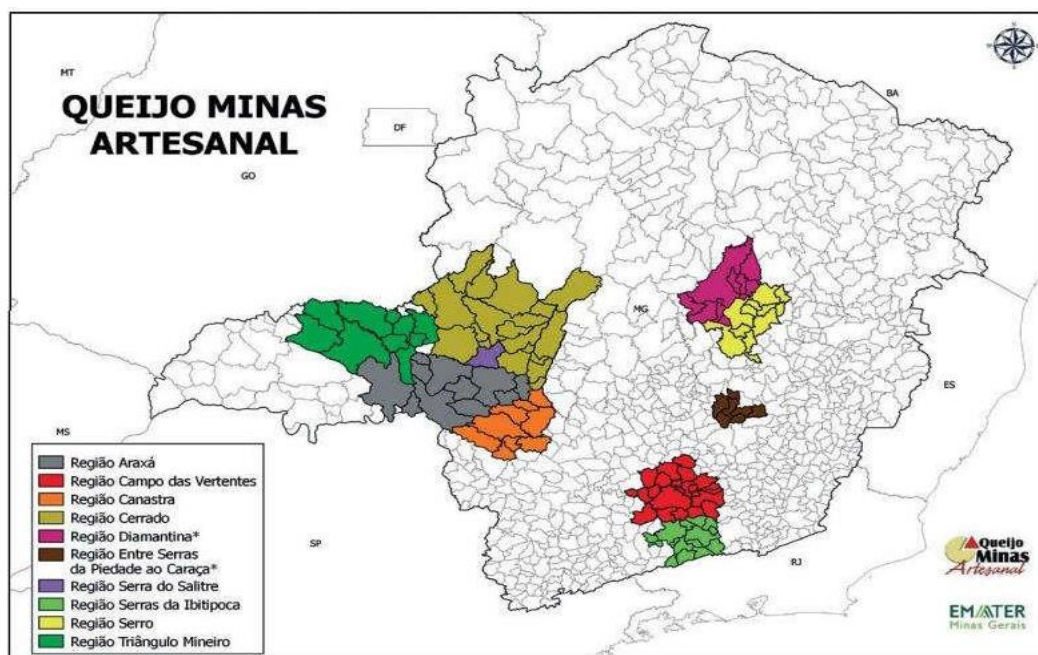 QUEIJO MINAS
ARTESANAL
MT
DF
GO
BA
MG
ES
MS
SP
RJ
Região Araxá
Região Campo das Vertentes
Região Canastra
Região Cerrado
Região Diamantina*
Região Entre Serras
da Piedade ao Caraça*
Região Serra do Salitre
Região Serras da Ibitipoca
Região Serro
Região Triângulo Mineiro
Queijo
Minas
Artesanal
EMATER
Minas Gerais